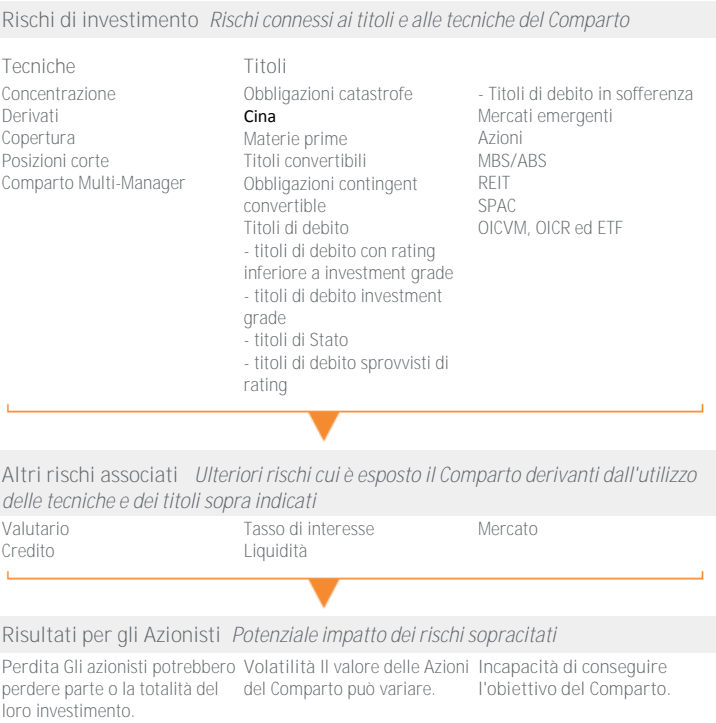 Rischi di investimento Rischi connessi ai titoli e alle tecniche del Comparto
Tecniche
Concentrazione
Derivati
Copertura
Posizioni corte
Comparto Multi-Manager
Titoli
Obbligazioni catastrofe
Cina
Materie prime
Titoli convertibili
Obbligazioni contingent
convertible
Titoli di debito
- titoli di debito con rating
inferiore a investment grade
- titoli di debito investment
grade
- titoli di Stato
- titoli di debito sprovvisti di
rating
- Titoli di debito in sofferenza
Mercati emergenti
Azioni
MBS/ABS
REIT
SPAC
OICVM, OICR ed ETF
Altri rischi associati Ulteriori rischi cui è esposto il Comparto derivanti dall'utilizzo
delle tecniche e dei titoli sopra indicati
Valutario
Credito
Tasso di interesse
Liquidità
Mercato
Risultati per gli Azionisti Potenziale impatto dei rischi sopracitati
Perdita Gli azionisti potrebbero
perdere parte o la totalità del
loro investimento.
Volatilità Il valore delle Azioni
del Comparto può variare.
Incapacità di conseguire
l'obiettivo del Comparto.